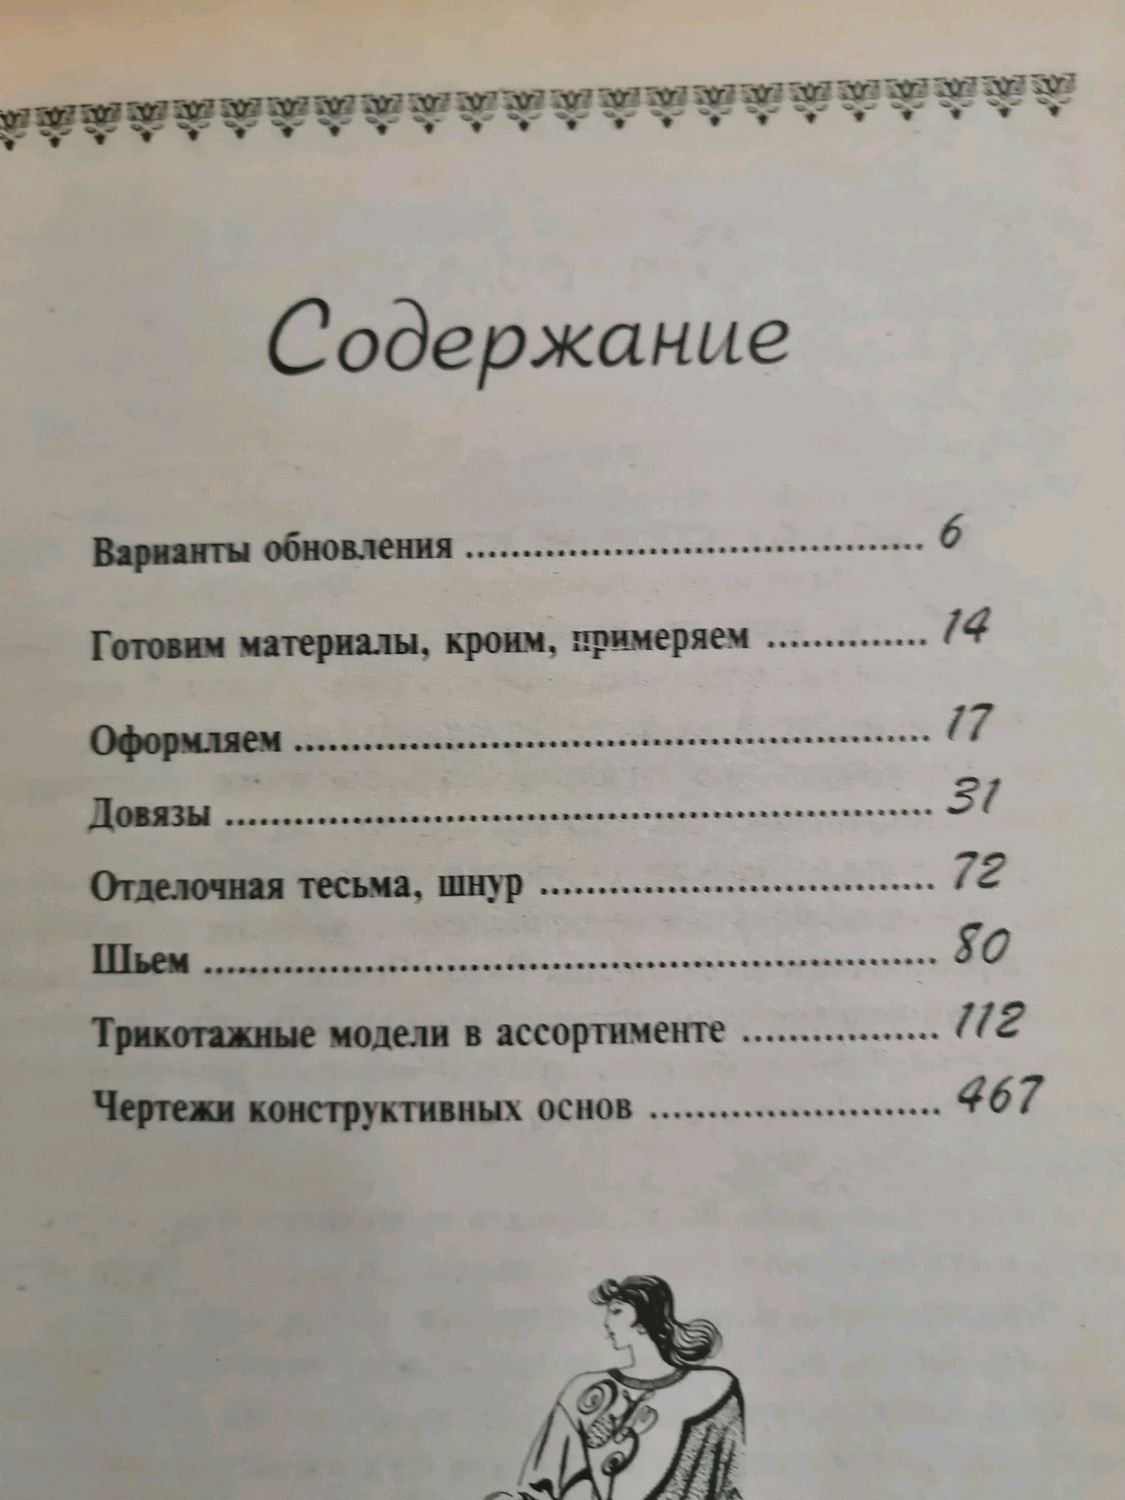 Содержание
Варианты обновления ........................................ 6
Готовим материалы, кроим, примеряем .............. 14
Оформляем ........................................................ 17
Довязы .............................................................. 31
Отделочная тесьма, шнур ................................... 72
Шьем ................................................................ 80
Трикотажные модели в ассортименте ................. 112
Чертежи конструктивных основ .......................... 467